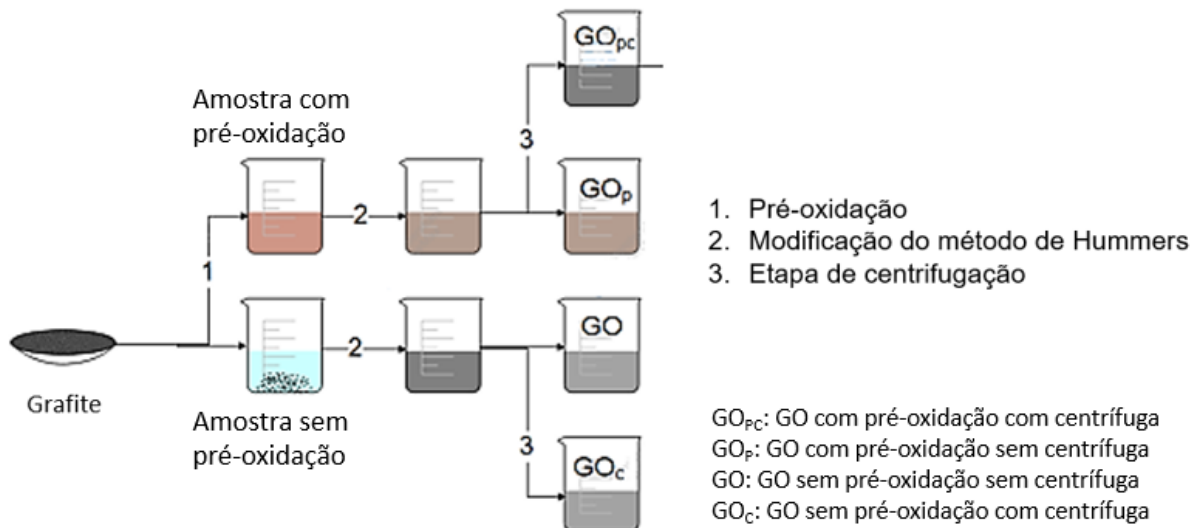 GOpc
Amostra com
pré-oxidação
3
GOp
2
1. Pré-oxidação
2. Modificação do método de Hummers
3. Etapa de centrifugação
1
GO
2
Grafite
Amostra sem
pré-oxidação
3
GOc
GOPC: GO com pré-oxidação com centrífuga
GOP: GO com pré-oxidação sem centrífuga
GO: GO sem pré-oxidação sem centrífuga
GOC: GO sem pré-oxidação com centrífuga